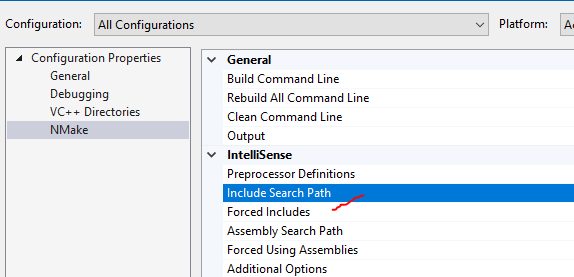 Configuration: All Configurations Platform:
Configuration Properties
General
Debugging
VC++ Directories
NMake
General
Build Command Line
Rebuild All Command Line
Clean Command Line
Output
IntelliSense
Preprocessor Definitions
Include Search Path
Forced Includes
Assembly Search Path
Forced Using Assemblies
Additional Options